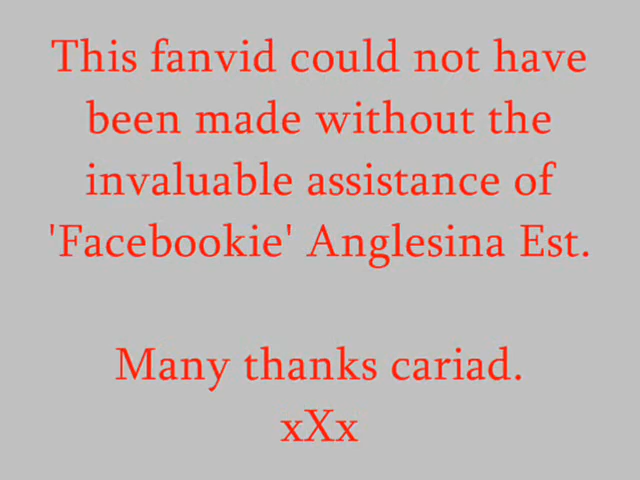 This fanvid could not have
been made without the
invaluable assistance of
'Facebookie' Anglesina Est.
Many thanks cariad.
xXx